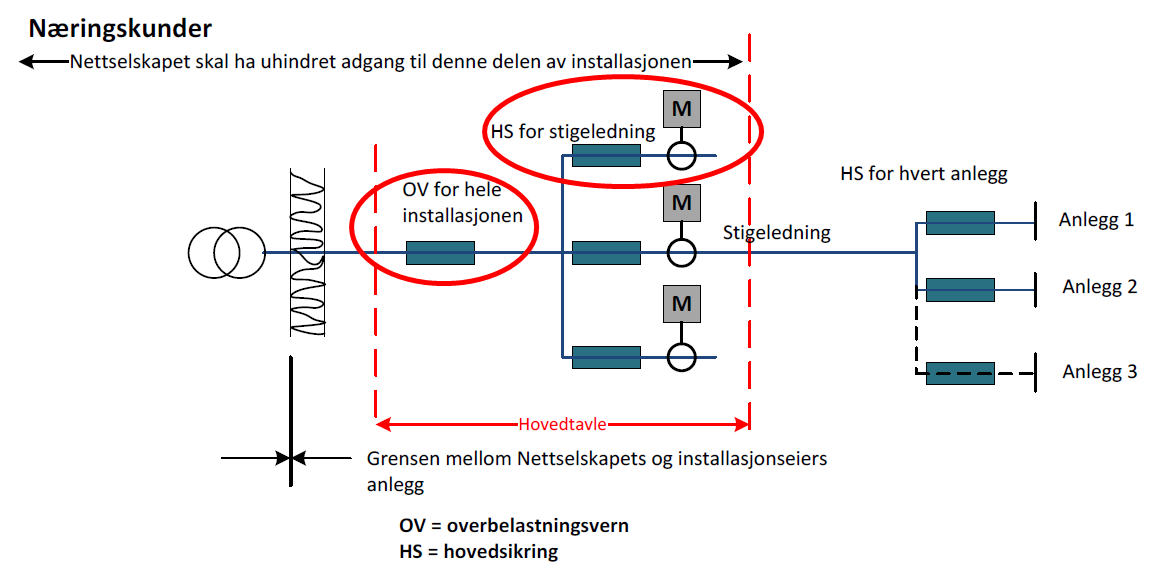 Næringskunder
Nettselskapet skal ha uhindret adgang til denne delen av installasjonen
M
HS for stigeledning
OV for hele
installasjonen
M
Stigeledning
M
HS for hvert anlegg
Anlegg 1
Anlegg 2
Anlegg 3
Hovedtavle
Grensen mellom Nettselskapets og installasjonseiers
anlegg
OV = overbelastningsvern
HS = hovedsikring